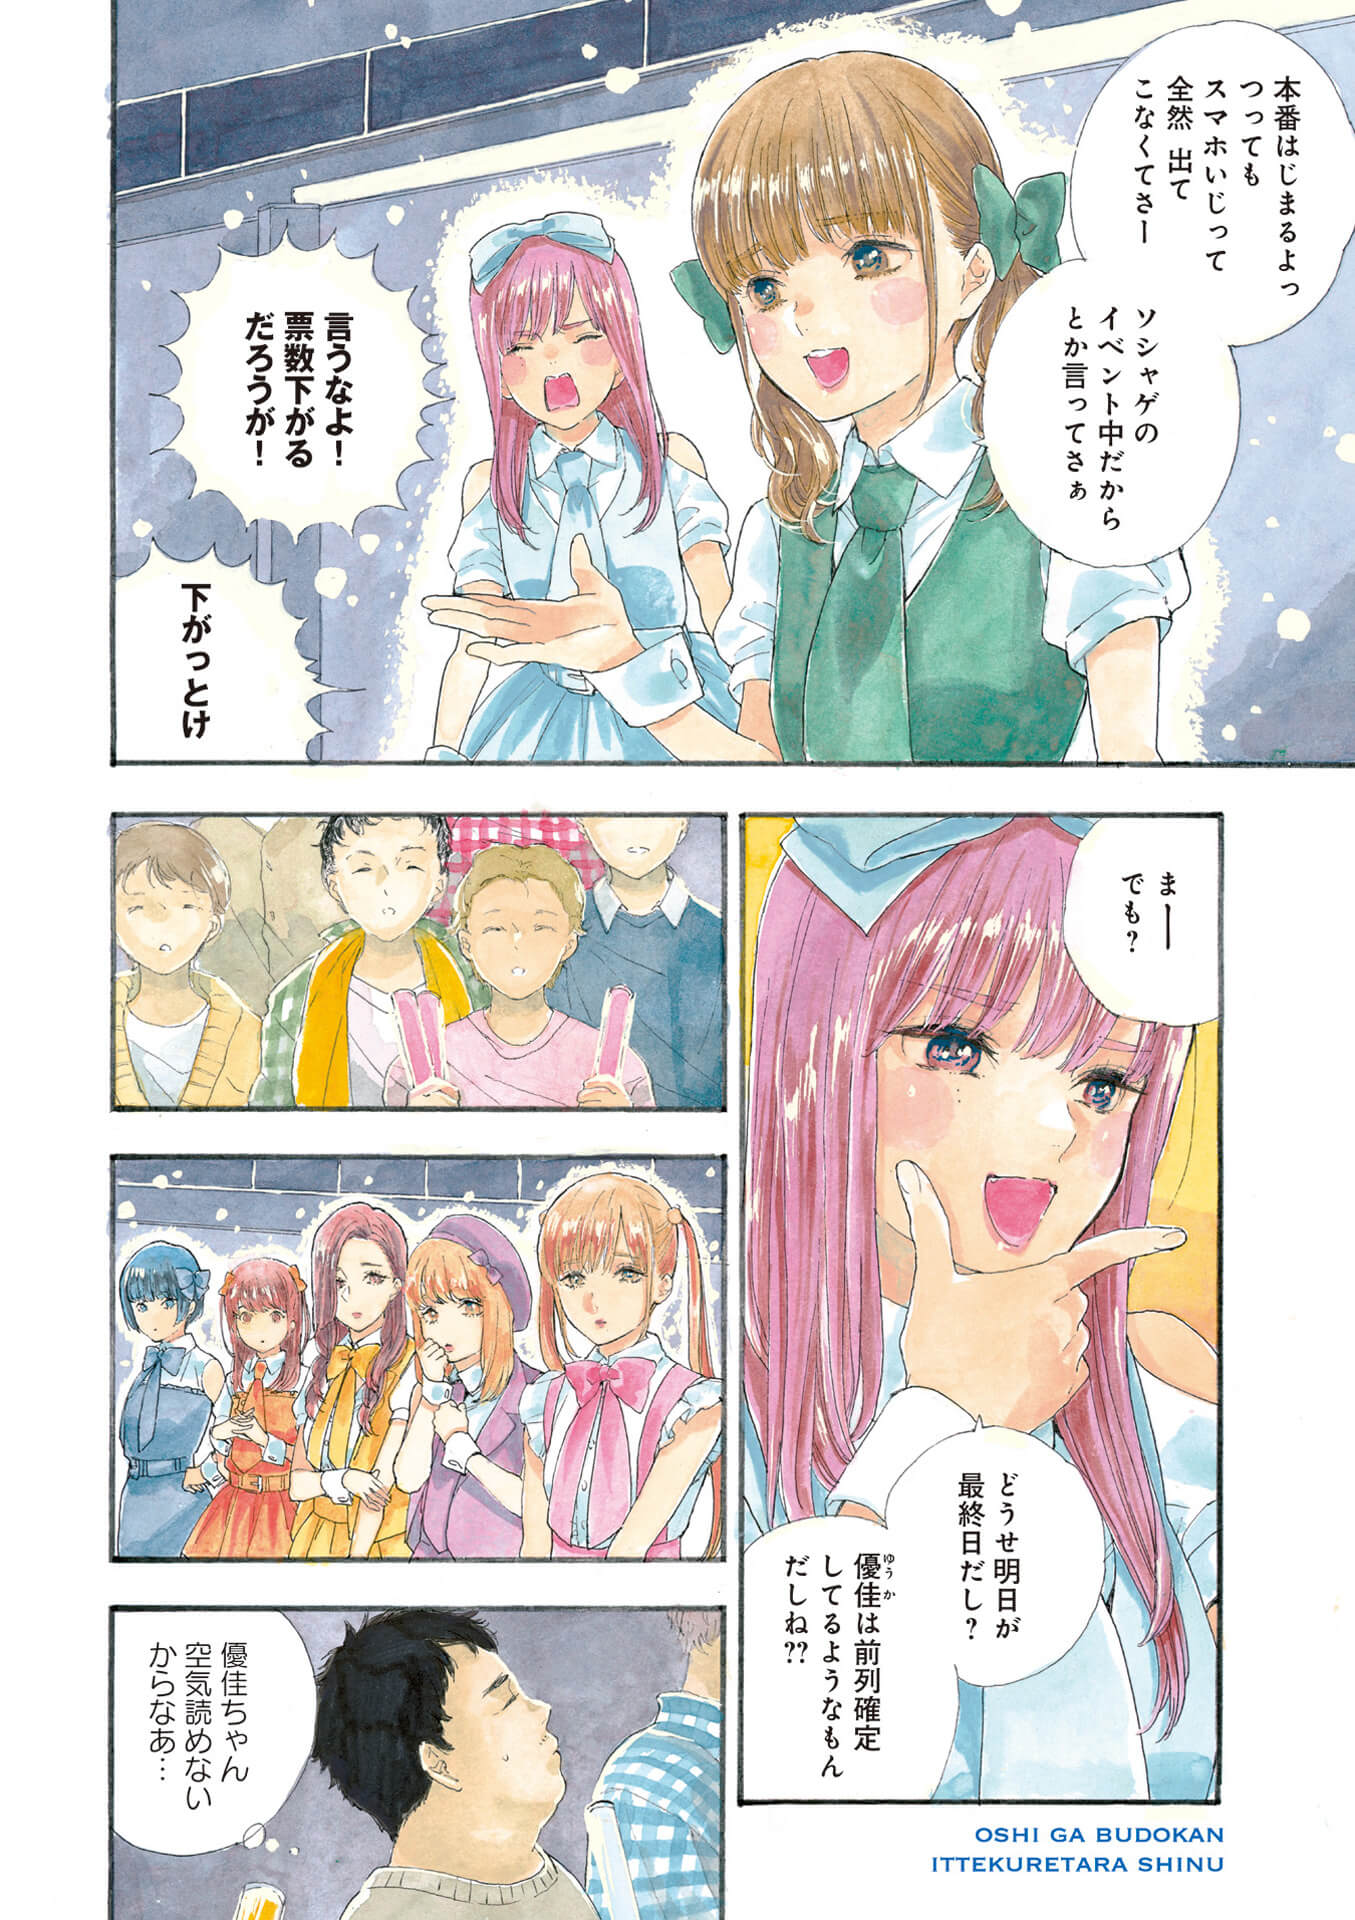 本番はじまるよっ
つっても
スマホいじって
全然 出て
こなくてさー
ソシャゲの
イベント中だから
とか言ってさぁ
言うなよ！
票数下がる
だろうが！
下がっとけ
まー
でも？
どうせ明日が
最終日だし？
優佳は前列確定
ゆうか
してるようなもん
だしね??
優佳ちゃん
空気読めない
からなあ…
OSHI GA BUDOKAN
ITTEKURETARA SHINU